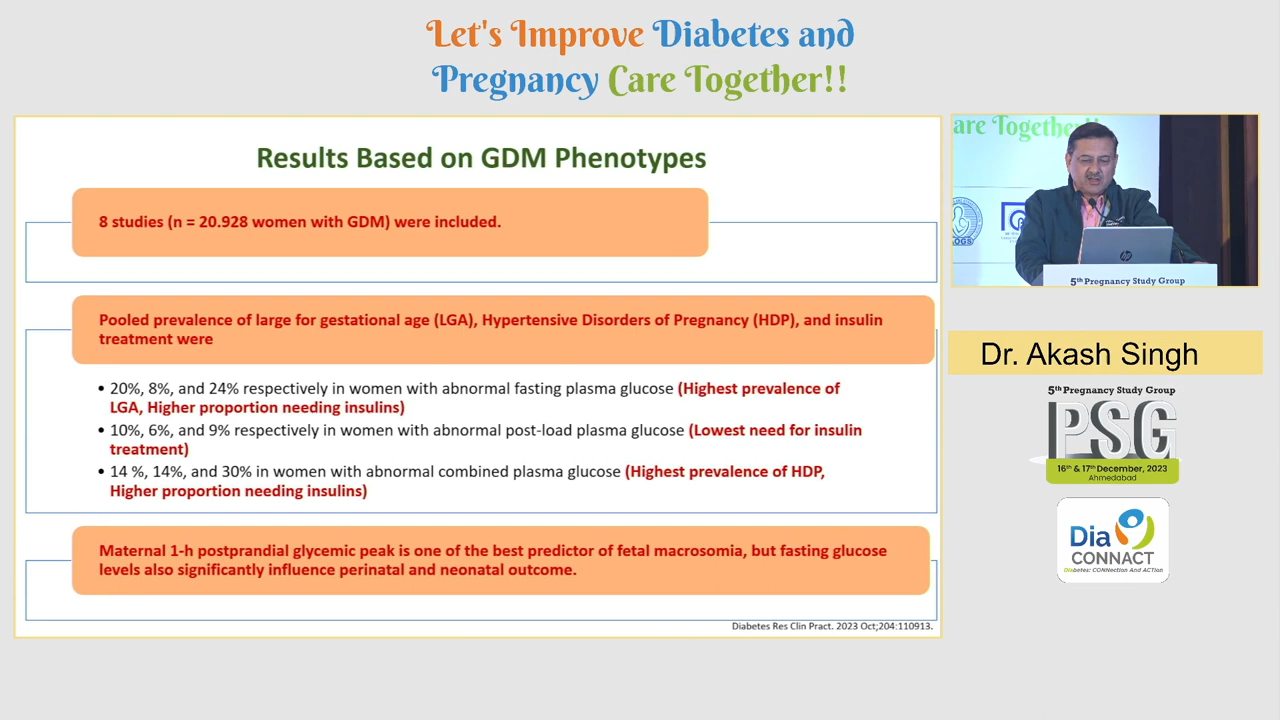 Let's Improve Diabetes and
Pregnancy Care Together!!
Results Based on GDM Phenotypes
8 studies (n = 20.928 women with GDM) were included.
Pooled prevalence of large for gestational age (LGA), Hypertensive Disorders of Pregnancy (HDP), and insulin
treatment were
• 20%, 8%, and 24% respectively in women with abnormal fasting plasma glucose (Highest prevalence of
LGA, Higher proportion needing insulins)
• 10%, 6%, and 9% respectively in women with abnormal post-load plasma glucose (Lowest need for insulin
treatment)
• 14 %, 14%, and 30% in women with abnormal combined plasma glucose (Highest prevalence of HDP,
Higher proportion needing insulins)
Maternal 1-h postprandial glycemic peak is one of the best predictor of fetal macrosomia, but fasting glucose
levels also significantly influence perinatal and neonatal outcome.
Diabetes Res Clin Pract. 2023 Oct;204:110913.
are Together!!
OGS
hp
5th Pregnancy Study Group
Dr. Akash Singh
5th Pregnancy Study Group
PSG
16th & 17th December, 2023
Ahmedabad
Dia
CONNACT
Diabetes: CONNection And ACTion